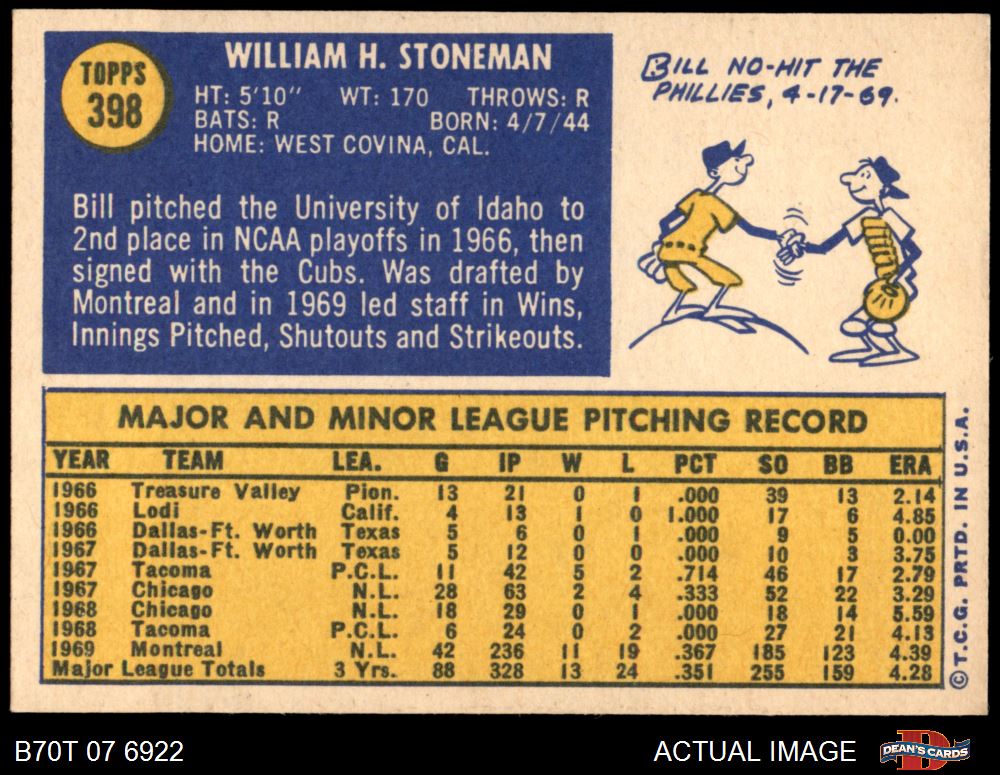 TOPPS
398
WILLIAM H. STONEMAN
HT: 5'10" WT: 170 THROWS: R
BATS: R BORN: 4/7/44
HOME: WEST COVINA, CAL.
Bill pitched the University of Idaho to
2nd place in NCAA playoffs in 1966, then
signed with the Cubs. Was drafted by
Montreal and in 1969 led staff in Wins,
Innings Pitched, Shutouts and Strikeouts.
BILL NO-HIT THE
PHILLIES, 4-17-69.
MAJOR AND MINOR LEAGUE PITCHING RECORD
YEAR TEAM LEA. G IP W L PCT SO BB ERA
1966 Treasure Valley Pion. 13 21 0 1 .000 39 13 2.14
1966 Lodi Calif. 4 13 1 0 1.000 17 6 4.85
1966 Dallas-Ft. Worth Texas 5 6 0 1 .000 9 5 0.00
1967 Dallas-Ft. Worth Texas 5 12 0 0 .000 10 3 3.75
1967 Tacoma P.C.L. 11 42 5 2 .714 46 17 2.79
1967 Chicago N.L. 28 63 2 4 .333 52 22 3.29
1968 Chicago N.L. 18 29 0 1 .000 18 14 5.59
1968 Tacoma P.C.L. 6 24 0 2 .000 27 21 4.13
1969 Montreal N.L. 42 236 11 19 .367 185 123 4.39
Major League Totals 3 Yrs. 88 328 13 24 .351 255 159 4.28
©T.C.G. PRTD. IN U.S.A.
B70T 07 6922
ACTUAL IMAGE
D
DEAN'S CARDS